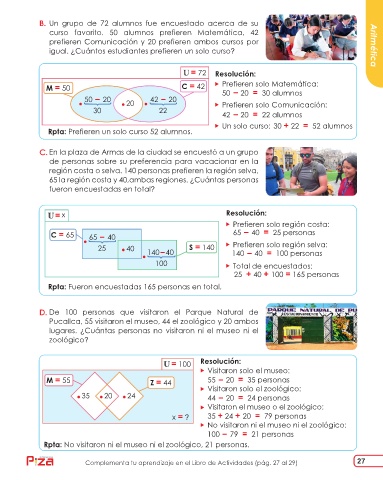 B. Un grupo de 72 alumnos fue encuestado acerca de su
curso favorito. 50 alumnos prefieren Matemática, 42
prefieren Comunicación y 20 prefieren ambos cursos por
igual. ¿Cuántos estudiantes prefieren un solo curso?
Aritmética
U = 72
M = 50
C = 42
50 − 20
30
20
42 − 20
22
Resolución:
Prefieren solo Matemática:
50 − 20 = 30 alumnos
Prefieren solo Comunicación:
42 − 20 = 22 alumnos
Un solo curso: 30 + 22 = 52 alumnos
Rpta: Prefieren un solo curso 52 alumnos.
C. En la plaza de Armas de la ciudad se encuestó a un grupo
de personas sobre su preferencia para vacacionar en la
región costa o selva. 140 personas prefieren la región selva,
65 la región costa y 40,ambas regiones. ¿Cuántas personas
fueron encuestadas en total?
U = x
C = 65
65 − 40
25
40
S = 140
140−40
100
Resolución:
Prefieren solo región costa:
65 − 40 = 25 personas
Prefieren solo región selva:
140 − 40 = 100 personas
Total de encuestados:
25 + 40 + 100 = 165 personas
Rpta: Fueron encuestadas 165 personas en total.
D. De 100 personas que visitaron el Parque Natural de
Pucallpa, 55 visitaron el museo, 44 el zoológico y 20 ambos
lugares. ¿Cuántas personas no visitaron ni el museo ni el
zoológico?
PARQUE NATURAL DE PU
U = 100
M = 55
Z = 44
35
20
24
x = ?
Resolución:
Visitaron solo el museo:
55 − 20 = 35 personas
Visitaron solo el zoológico:
44 − 20 = 24 personas
Visitaron el museo o el zoológico:
35 + 24 + 20 = 79 personas
No visitaron ni el museo ni el zoológico:
100 − 79 = 21 personas
Rpta: No visitaron ni el museo ni el zoológico, 21 personas.
Complementa tu aprendizaje en el Libro de Actividades (pág. 27 al 29)
27